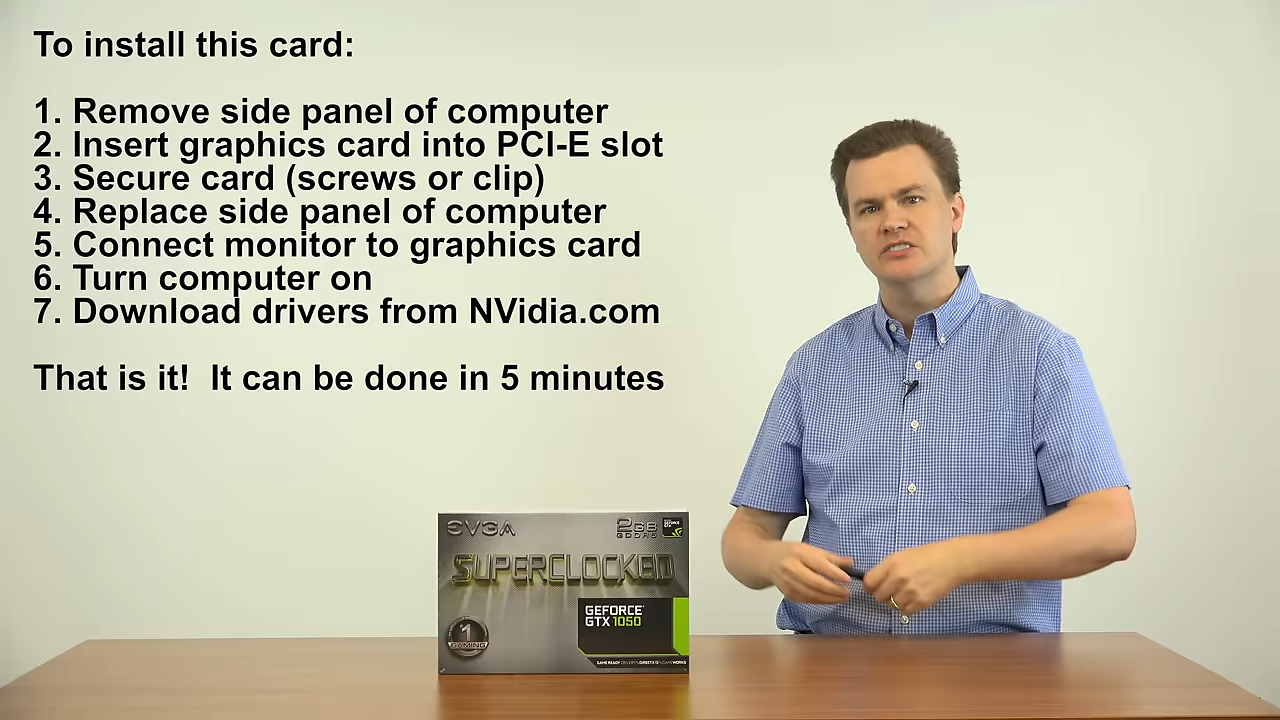 To install this card:
1. Remove side panel of computer
2. Insert graphics card into PCI-E slot
3. Secure card (screws or clip)
4. Replace side panel of computer
5. Connect monitor to graphics card
6. Turn computer on
7. Download drivers from NVidia.com
That is it!  It can be done in 5 minutes
EVGA
2GB
GDDR5
SUPERCLOCKED
GEFORCE
GTX 1050
1
GAMING